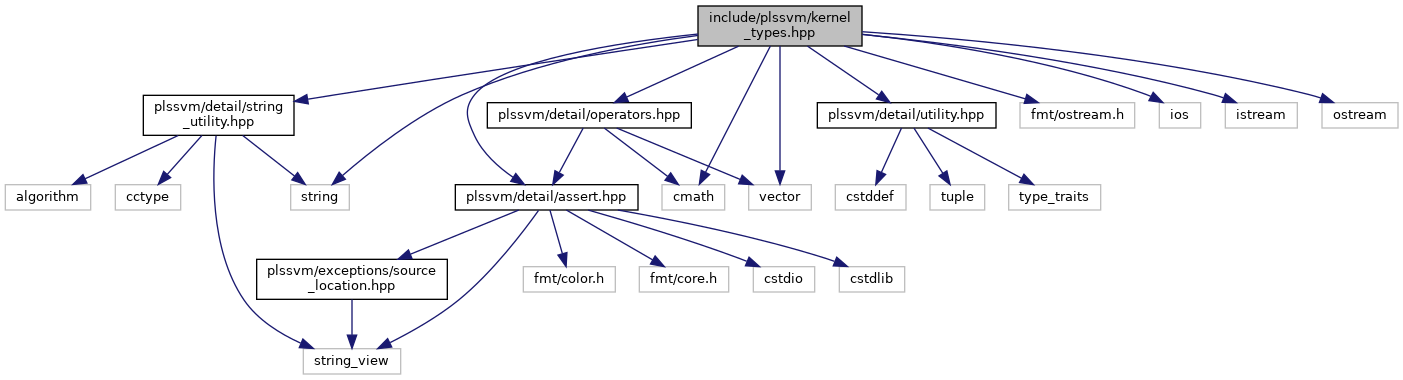 include/plssvm/kernel
_types.hpp
plssvm/detail/string
_utility.hpp
plssvm/detail/operators.hpp
plssvm/detail/utility.hpp
fmt/ostream.h
ios
istream
ostream
algorithm
cctype
string
plssvm/detail/assert.hpp
cmath
vector
cstddef
tuple
type_traits
plssvm/exceptions/source
_location.hpp
fmt/color.h
fmt/core.h
cstdio
cstdlib
string_view